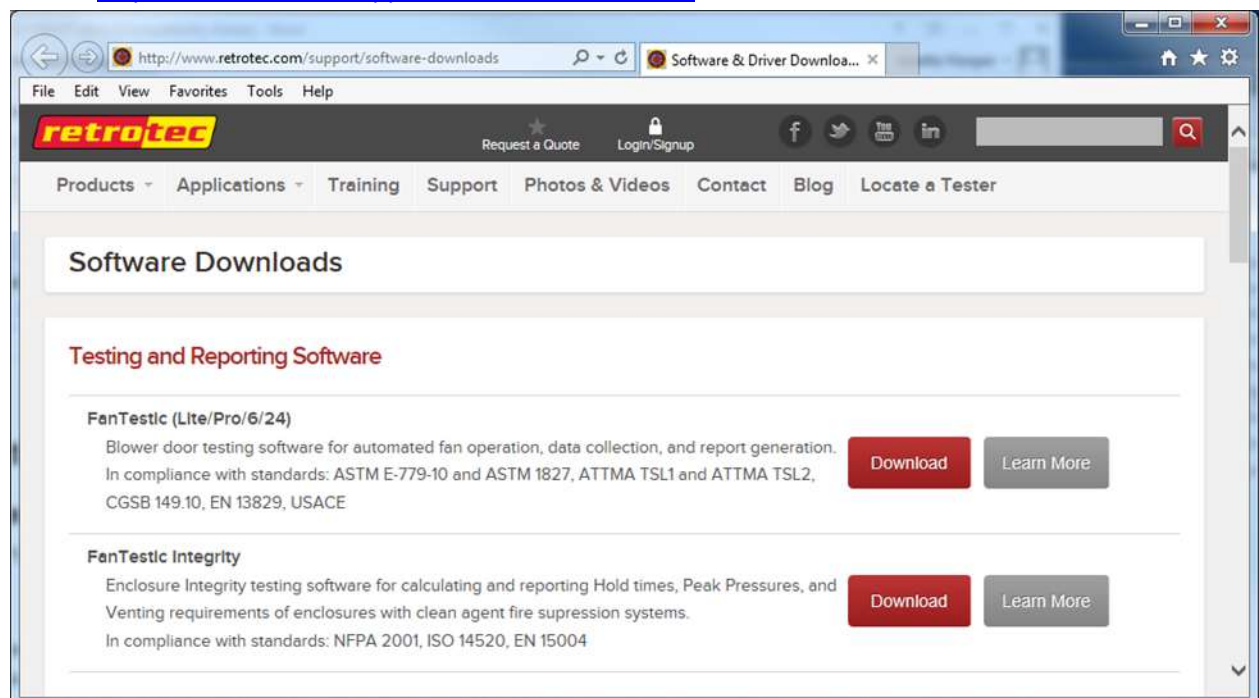 http://www.retrotec.com/support/software-downloads
Software & Driver Downloa...
File Edit View Favorites Tools Help
retrotec
Request a Quote Login/Signup
f You Tube in
Products Applications Training Support Photos & Videos Contact Blog Locate a Tester
Software Downloads
Testing and Reporting Software
FanTestic (Lite/Pro/6/24)
Blower door testing software for automated fan operation, data collection, and report generation.
In compliance with standards: ASTM E-779-10 and ASTM 1827, ATTMA TSL1 and ATTMA TSL2,
CGSB 149.10, EN 13829, USACE
Download Learn More
FanTestic Integrity
Enclosure Integrity testing software for calculating and reporting Hold times, Peak Pressures, and
Venting requirements of enclosures with clean agent fire supression systems.
In compliance with standards: NFPA 2001, ISO 14520, EN 15004
Download Learn More